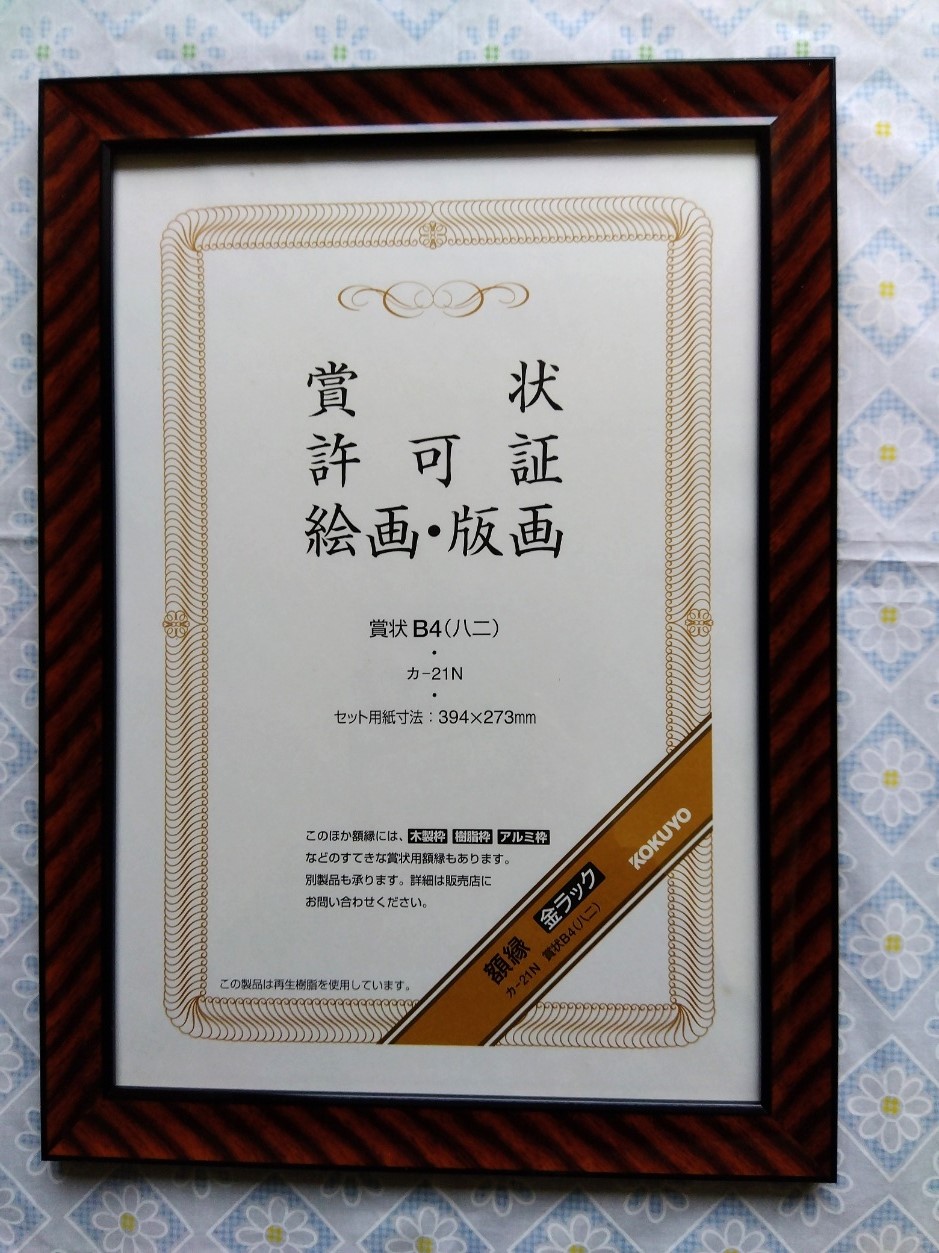 賞状
許可証
絵画・版画
賞状B4(八二)
・
カ-21N
・
セット用紙寸法：394×273mm
このほか額縁には、木製枠 樹脂枠 アルミ枠
などのすてきな賞状用額縁もあります。
別製品も承ります。詳細は販売店に
お問い合わせください。
この製品は再生樹脂を使用しています。
額縁 金ラック
カ-21N 賞状B4(八二)
KOKUYO